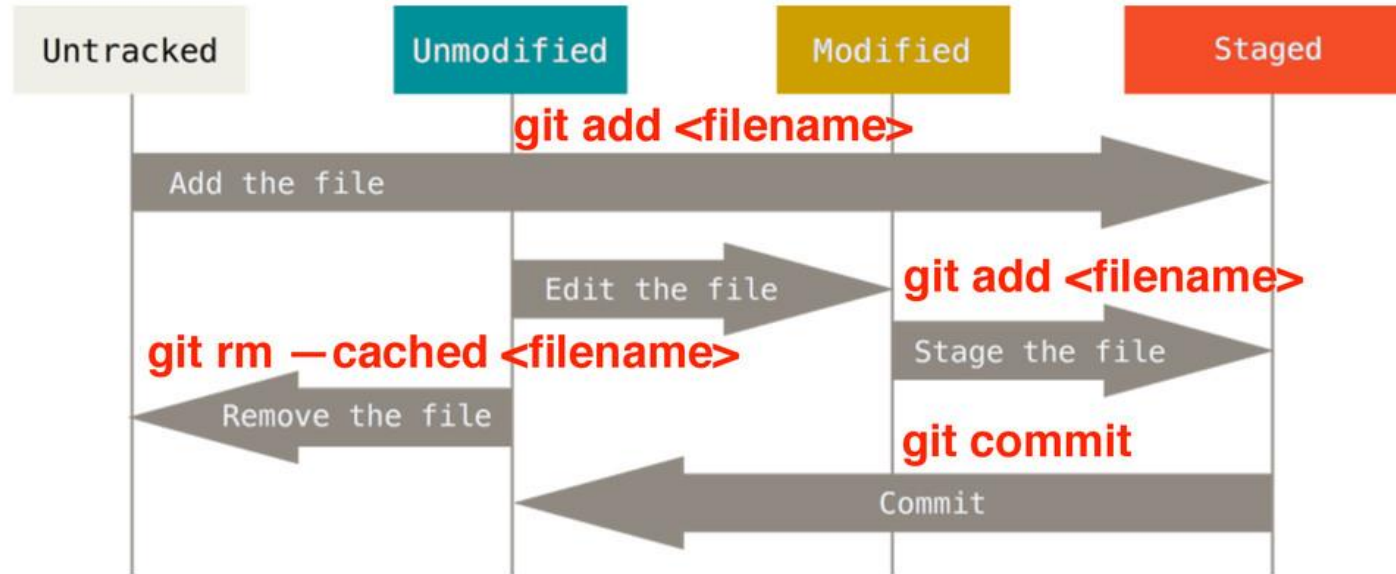 Untracked
Unmodified
Modified
Staged
git add <filename>
Add the file
Edit the file
git add <filename>
git rm —cached <filename>
Stage the file
Remove the file
git commit
Commit